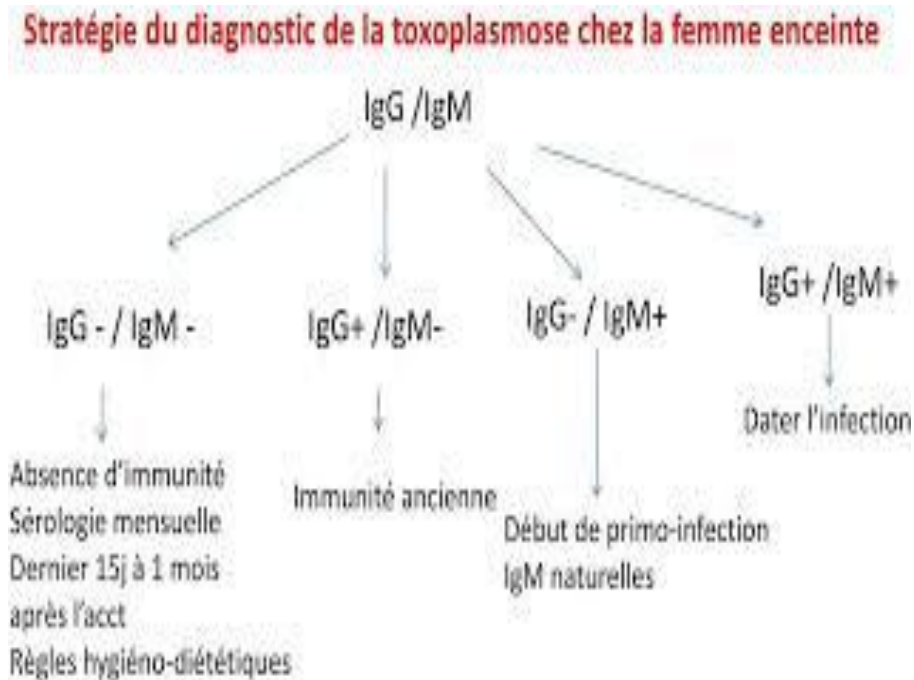 Stratégie du diagnostic de la toxoplasmose chez la femme enceinte
IgG /IgM
IgG - / IgM -
IgG+ /IgM-
IgG- / IgM+
IgG+ /IgM+
Absence d'immunité
Sérologie mensuelle
Dernier 15j à 1 mois
après l'acct
Règles hygiéno-diététiques
Immunité ancienne
Début de primo-infection
IgM naturelles
Dater l'infection